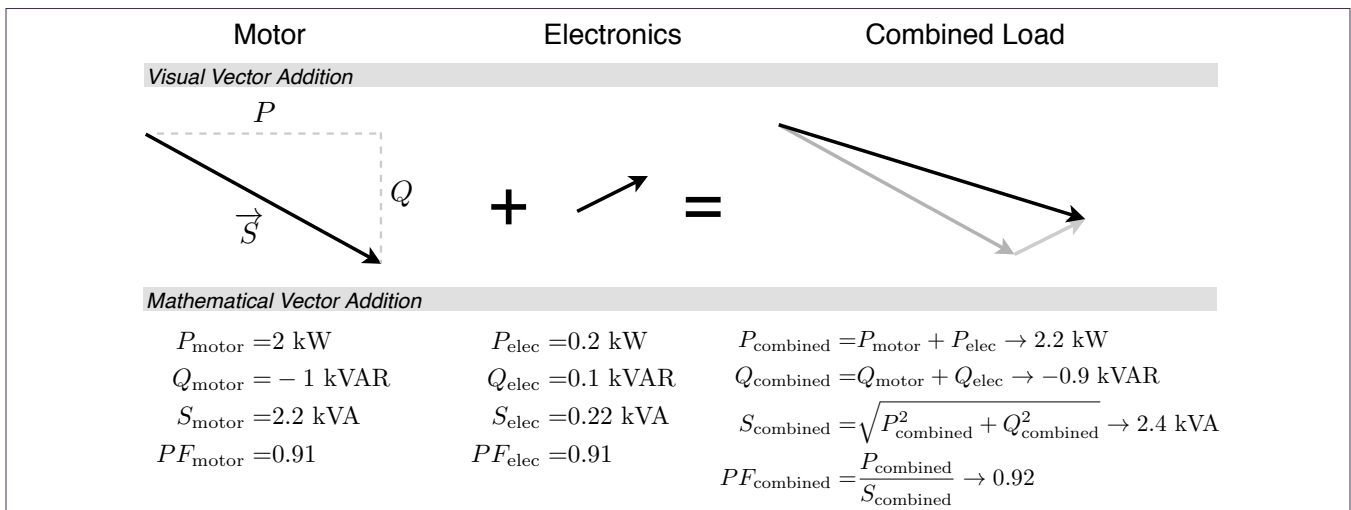 Motor Electronics Combined Load
Visual Vector Addition
P
Q
S
+ =
Mathematical Vector Addition
P_motor =2 kW
Q_motor = − 1 kVAR
S_motor =2.2 kVA
PF_motor =0.91
P_elec =0.2 kW
Q_elec =0.1 kVAR
S_elec =0.22 kVA
PF_elec =0.91
P_combined =P_motor + P_elec → 2.2 kW
Q_combined =Q_motor + Q_elec → −0.9 kVAR
S_combined =√(P²_combined + Q²_combined) → 2.4 kVA
PF_combined =P_combined/S_combined → 0.92